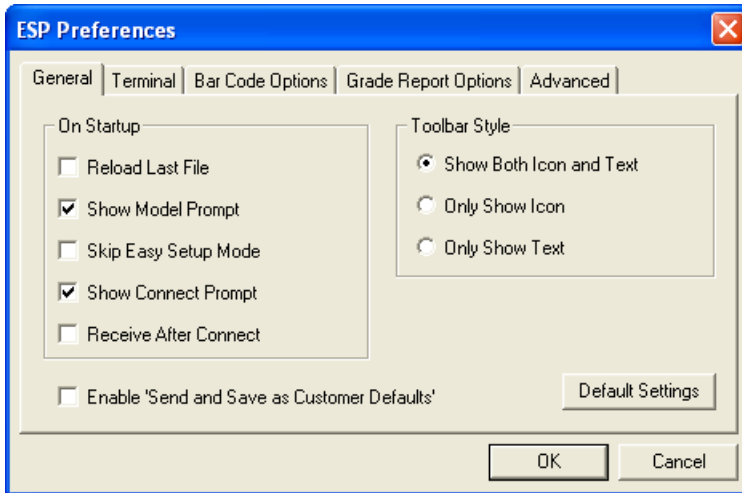 ESP Preferences
General Terminal Bar Code Options Grade Report Options Advanced
On Startup
Reload Last File
Show Model Prompt
Skip Easy Setup Mode
Show Connect Prompt
Receive After Connect
Toolbar Style
Show Both Icon and Text
Only Show Icon
Only Show Text
Enable 'Send and Save as Customer Defaults'
Default Settings
OK Cancel